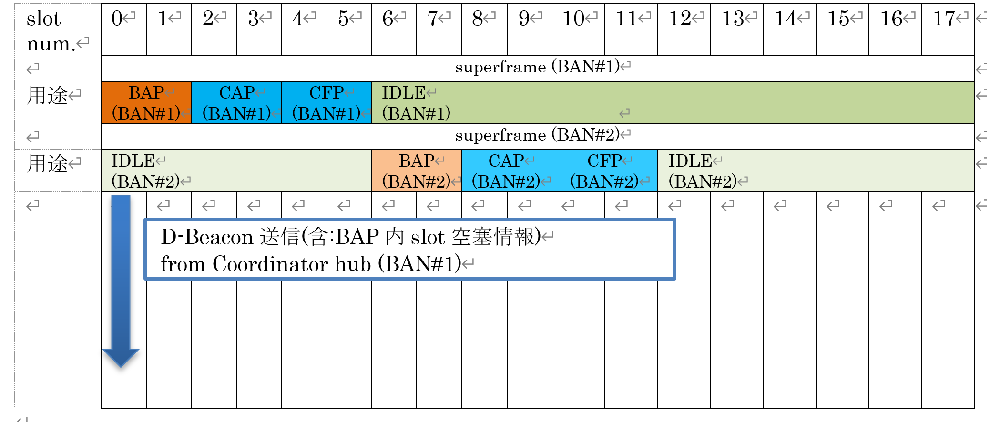 slot num. 0 1 2 3 4 5 6 7 8 9 10 11 12 13 14 15 16 17
superframe (BAN#1)
用途 BAP (BAN#1) CAP (BAN#1) CFP (BAN#1) IDLE (BAN#1)
superframe (BAN#2)
用途 IDLE (BAN#2) BAP (BAN#2) CAP (BAN#2) CFP (BAN#2) IDLE (BAN#2)
D-Beacon 送信(含:BAP 内 slot 空塞情報)
from Coordinator hub (BAN#1)